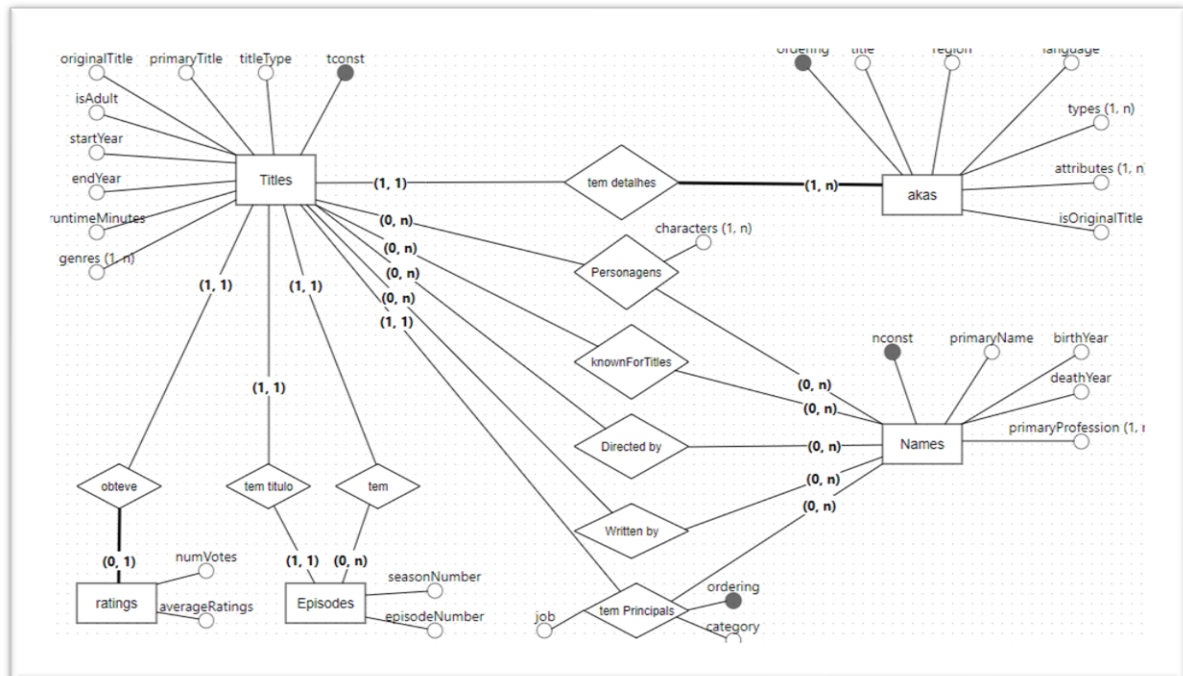 originalTitle primaryTitle titleType tconst
isAdult
startYear
endYear
runtimeMinutes
genres (1, n)
Titles
ordering title region language
types (1, n)
attributes (1, n
isOriginalTitle
akas
(1, 1)
tem detalhes
(1, n)
(0, n)
(0, n)
(0, n)
(0, n)
(1, 1)
characters (1, n)
Personagens
knownForTitles
Directed by
Written by
tem Principals
ordering
category
job
(0, n)
(0, n)
(0, n)
(0, n)
(0, n)
nconst primaryName birthYear
deathYear
primaryProfession (1, n
Names
(1, 1)
(1, 1)
(1, 1)
obteve
tem titulo
tem
(0, 1)
(1, 1)
(0, n)
ratings
numVotes
averageRatings
Episodes
seasonNumber
episodeNumber